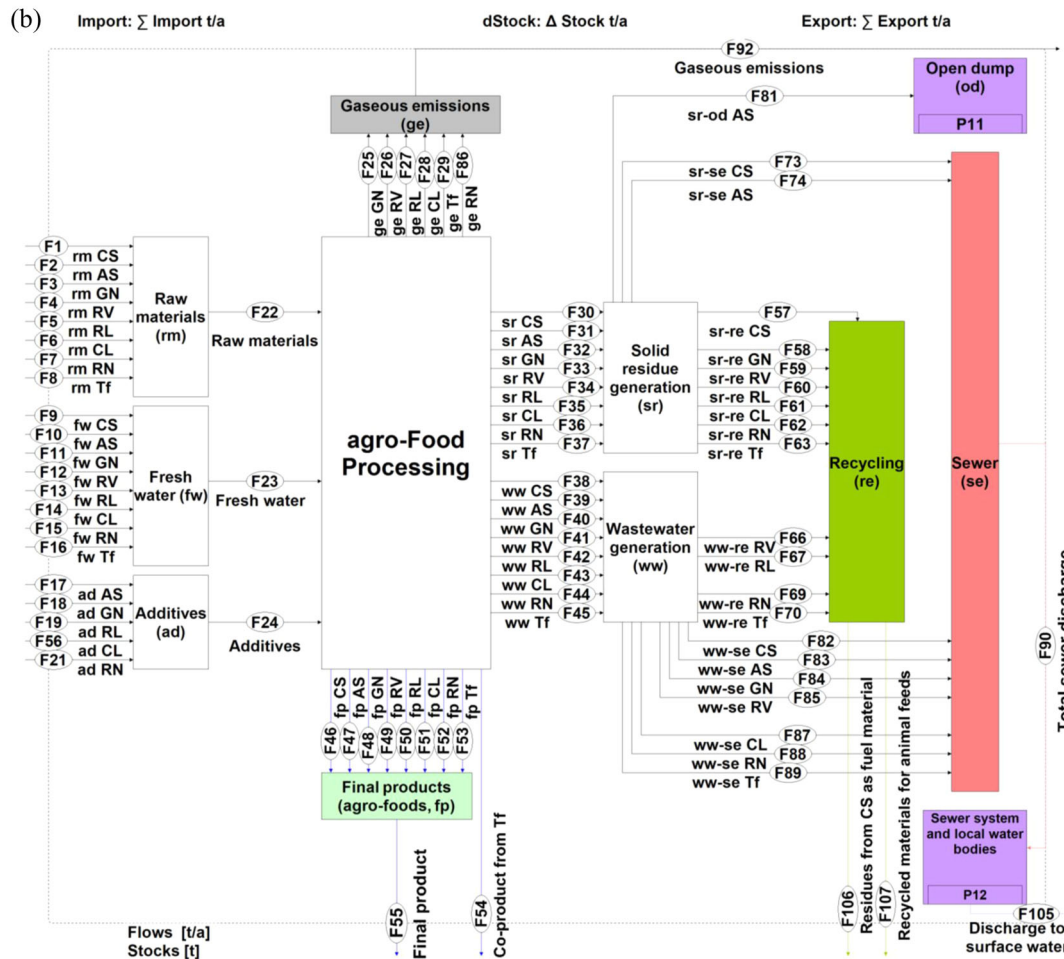 (b)
Import: ∑ Import t/a
dStock: Δ Stock t/a
Export: ∑ Export t/a
F92
Gaseous emissions
Open dump
(od)
P11
F81
sr-od AS
Gaseous emissions
(ge)
F25
F26
F27
F28
F29
F86
ge GN
ge RV
ge RL
ge CL
ge Tf
ge RN
F73
sr-se CS
F74
sr-se AS
F1
rm CS
F2
rm AS
F3
rm GN
F4
rm RV
F5
rm RL
F6
rm CL
F7
rm RN
F8
rm Tf
Raw
materials
(rm)
F22
Raw materials
F9
fw CS
F10
fw AS
F11
fw GN
F12
fw RV
F13
fw RL
F14
fw CL
F15
fw RN
F16
fw Tf
Fresh
water (fw)
F23
Fresh water
F17
ad AS
F18
ad GN
F19
ad RL
F56
ad CL
F21
ad RN
Additives
(ad)
F24
Additives
agro-Food
Processing
F30
sr CS
F31
sr AS
F32
sr GN
F33
sr RV
F34
sr RL
F35
sr CL
F36
sr RN
F37
sr Tf
Solid
residue
generation
(sr)
F57
sr-re CS
F58
sr-re GN
F59
sr-re RV
F60
sr-re RL
F61
sr-re CL
F62
sr-re RN
F63
sr-re Tf
Recycling
(re)
Sewer
(se)
F38
ww CS
F39
ww AS
F40
ww GN
F41
ww RV
F42
ww RL
F43
ww CL
F44
ww RN
F45
ww Tf
Wastewater
generation
(ww)
F66
ww-re RV
F67
ww-re RL
F69
ww-re RN
F70
ww-re Tf
F82
ww-se CS
F83
ww-se AS
F84
ww-se GN
F85
ww-se RV
F87
ww-se CL
F88
ww-se RN
F89
ww-se Tf
F90
Total sewer discharge
fp CS
fp AS
fp GN
fp RV
fp RL
fp CL
fp RN
fp Tf
F46
F47
F48
F49
F50
F51
F52
F53
Final products
(agro-foods, fp)
F55
Final product
F54
Co-product from Tf
F106
Residues from CS as fuel material
F107
Recycled materials for animal feeds
Sewer system
and local water
bodies
P12
F105
Discharge to
surface water
Flows [t/a]
Stocks [t]